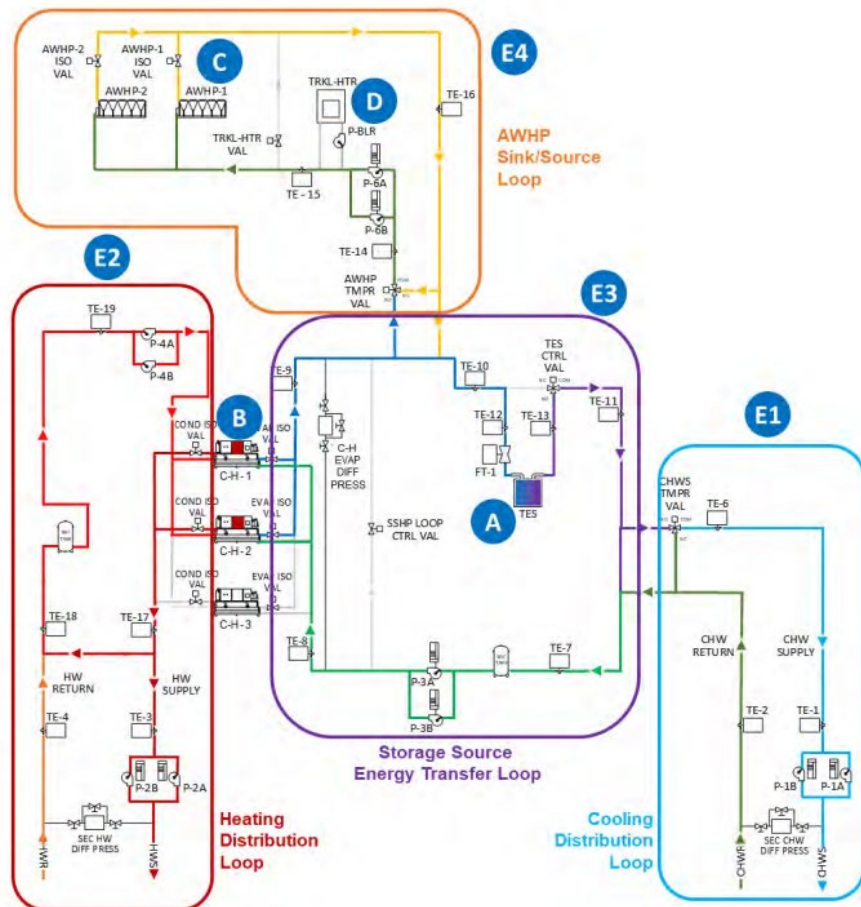 AWHP-2
ISO
VAL
AWHP-1
ISO
VAL
C
AWHP-2
AWHP-1
TRKL-HTR
D
P-BLR
TRKL-HTR
VAL
TE-15
P-6A
P-6B
TE-14
AWHP
TMPR
VAL
COM
N/C
E4
TE-16
AWHP
Sink/Source
Loop
E2
TE-19
P-4A
P-4B
COND ISO
VAL
B
EVAP ISO
VAL
C-H-1
COND ISO
VAL
EVAP ISO
VAL
C-H-2
COND ISO
VAL
EVAP ISO
VAL
C-H-3
TE-18
TE-17
HW
RETURN
HW
SUPPLY
TE-4
TE-3
P-2B
P-2A
SEC HW
DIFF PRESS
HWR
HWS
Heating
Distribution
Loop
E3
TE-9
TE-10
TES
CTRL
VAL
N/C
COM
TE-12
TE-13
TE-11
FT-1
C-H
EVAP
DIFF
PRESS
A
TES
SSHP LOOP
CTRL VAL
TE-8
TE-7
P-3A
P-3B
Storage Source
Energy Transfer Loop
E1
CHWS
TMPR
VAL
COM
TE-6
CHW
RETURN
CHW
SUPPLY
TE-2
TE-1
P-1B
P-1A
SEC CHW
DIFF PRESS
CHWR
CHWS
Cooling
Distribution
Loop